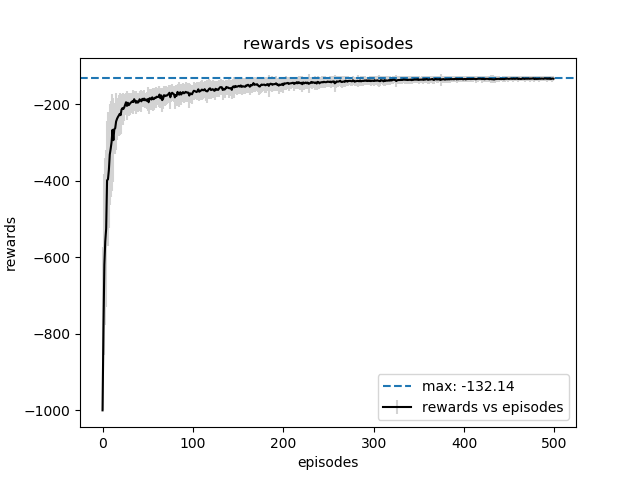 rewards vs episodes
rewards
−200
−400
−600
−800
−1000
0 100 200 300 400 500
episodes
max: -132.14
rewards vs episodes